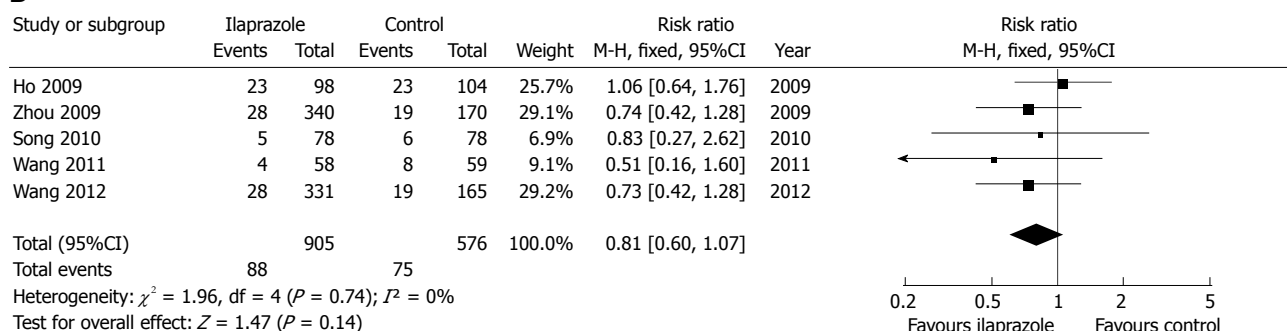 Study or subgroup Ilaprazole Control Risk ratio Risk ratio
Events Total Events Total Weight M-H, fixed, 95%CI Year M-H, fixed, 95%CI
Ho 2009 23 98 23 104 25.7% 1.06 [0.64, 1.76] 2009
Zhou 2009 28 340 19 170 29.1% 0.74 [0.42, 1.28] 2009
Song 2010 5 78 6 78 6.9% 0.83 [0.27, 2.62] 2010
Wang 2011 4 58 8 59 9.1% 0.51 [0.16, 1.60] 2011
Wang 2012 28 331 19 165 29.2% 0.73 [0.42, 1.28] 2012
Total (95%CI) 905 576 100.0% 0.81 [0.60, 1.07]
Total events 88 75
Heterogeneity: χ² = 1.96, df = 4 (P = 0.74); I² = 0%
Test for overall effect: Z = 1.47 (P = 0.14)
0.2 0.5 1 2 5
Favours ilaprazole Favours control